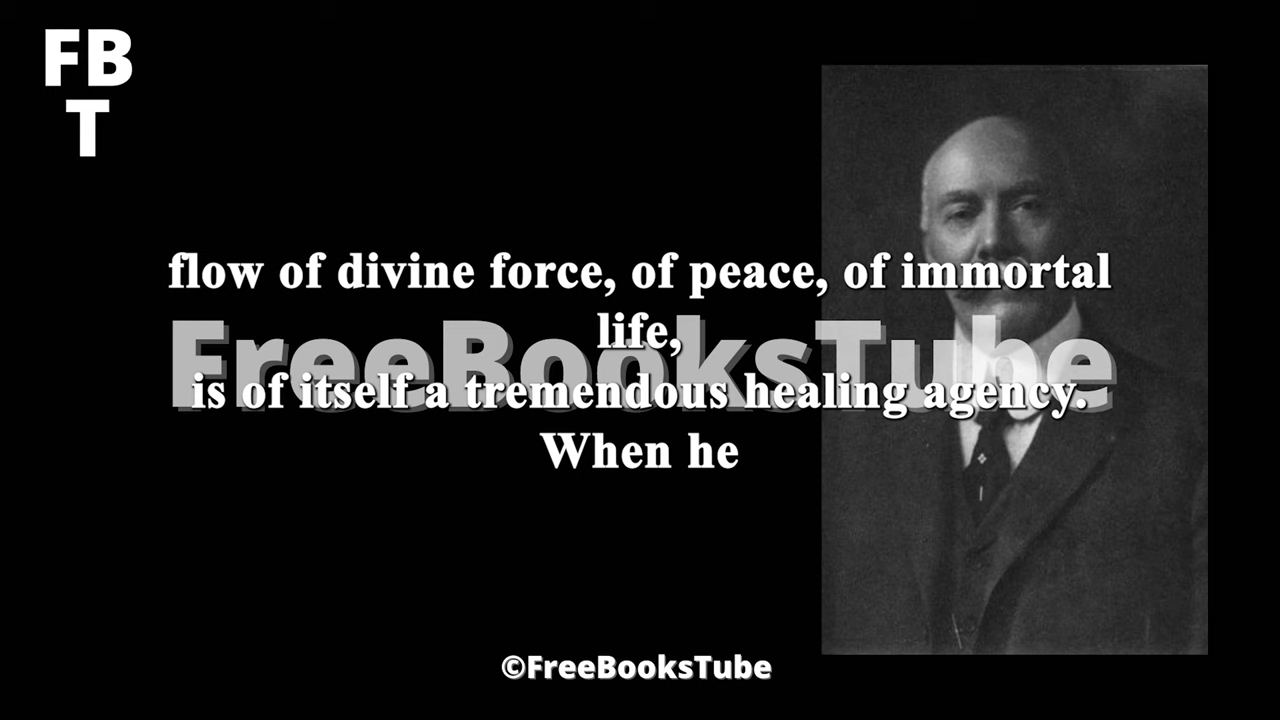 FB
T
flow of divine force, of peace, of immortal
life,
FreeBooksTube
is of itself a tremendous healing agency.
When he
©FreeBooksTube